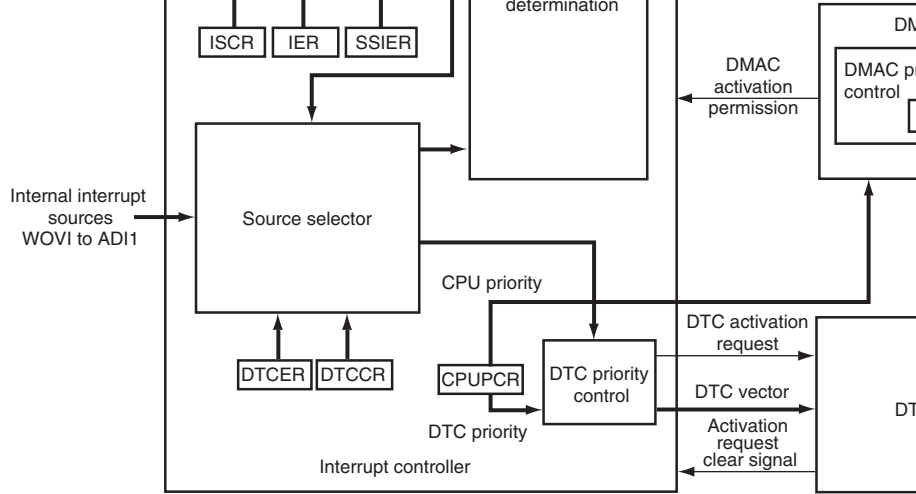 determination
ISCR
IER
SSIER
DMAC
activation
permission
control
Internal interrupt
sources
WOVI to ADI1
Source selector
CPU priority
DTCER
DTCCR
CPUPCR
DTC priority
control
DTC activation
request
DTC vector
DTC priority
Activation
request
clear signal
Interrupt controller
DMAC